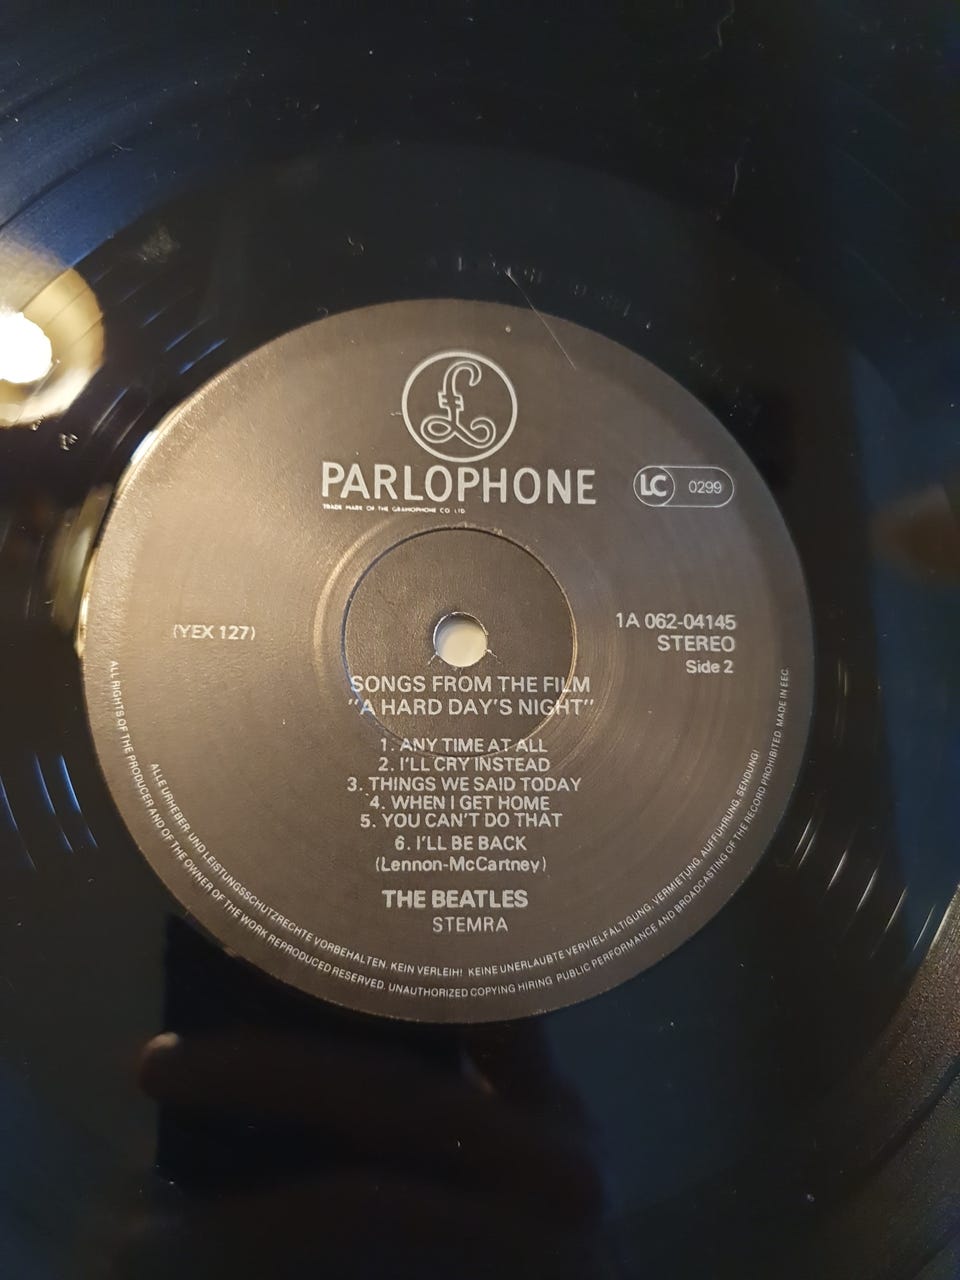 £
PARLOPHONE
TRADE MARK OF THE GRAMOPHONE CO LTD
LC 0299
(YEX 127)
1A 062-04145
STEREO
Side 2
SONGS FROM THE FILM
"A HARD DAY'S NIGHT"
1. ANY TIME AT ALL
2. I'LL CRY INSTEAD
3. THINGS WE SAID TODAY
4. WHEN I GET HOME
5. YOU CAN'T DO THAT
6. I'LL BE BACK
(Lennon-McCartney)
THE BEATLES
STEMRA
ALLE URHEBER- UND LEISTUNGSSCHUTZRECHTE VORBEHALTEN. KEIN VERLEIH! KEINE UNERLAUBTE VERVIELFÄLTIGUNG, VERMIETUNG, AUFFÜHRUNG, SENDUNG!
ALL RIGHTS OF THE PRODUCER AND OF THE OWNER OF THE WORK REPRODUCED RESERVED. UNAUTHORIZED COPYING HIRING PUBLIC PERFORMANCE AND BROADCASTING OF THE RECORD PROHIBITED. MADE IN EEC.